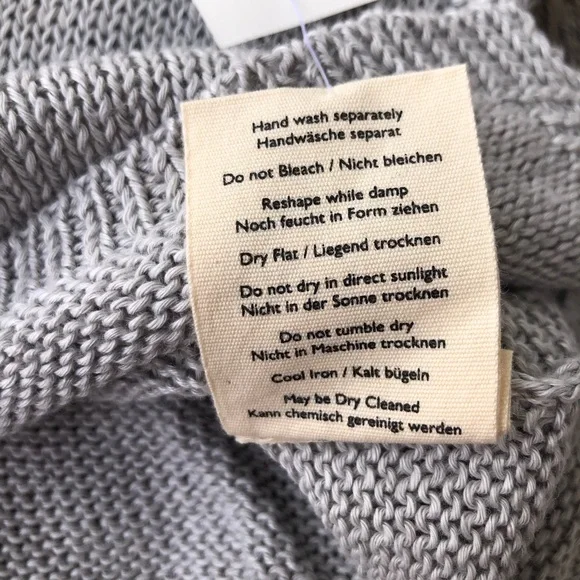 Hand wash separately
Handwäsche separat
Do not Bleach / Nicht bleichen
Reshape while damp
Noch feucht in Form ziehen
Dry Flat / Liegend trocknen
Do not dry in direct sunlight
Nicht in der Sonne trocknen
Do not tumble dry
Nicht in Maschine trocknen
Cool Iron / Kalt bügeln
May be Dry Cleaned
Kann chemisch gereinigt werden